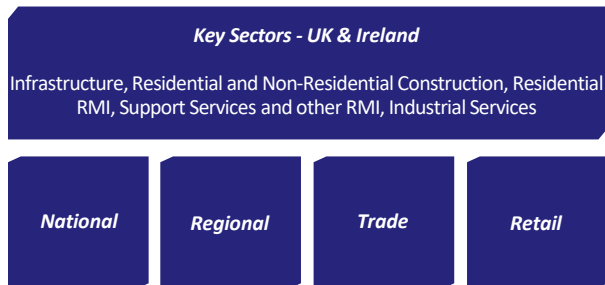 Key Sectors - UK & Ireland
Infrastructure, Residential and Non-Residential Construction, Residential
RMI, Support Services and other RMI, Industrial Services
National
Regional
Trade
Retail